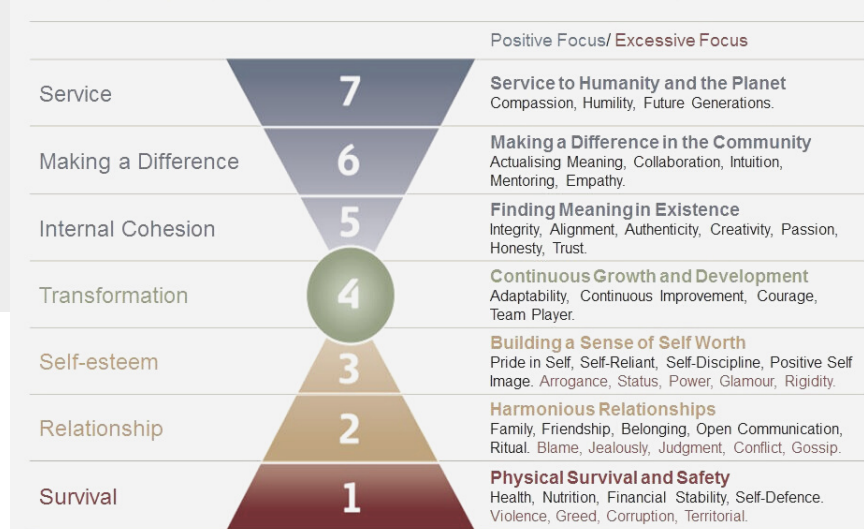 Positive Focus/ Excessive Focus
Service
7
Service to Humanity and the Planet
Compassion, Humility, Future Generations.
Making a Difference
6
Making a Difference in the Community
Actualising Meaning, Collaboration, Intuition,
Mentoring, Empathy.
Internal Cohesion
5
Finding Meaning in Existence
Integrity, Alignment, Authenticity, Creativity, Passion,
Honesty, Trust.
Transformation
4
Continuous Growth and Development
Adaptability, Continuous Improvement, Courage,
Team Player.
Self-esteem
3
Building a Sense of Self Worth
Pride in Self, Self-Reliant, Self-Discipline, Positive Self
Image. Arrogance, Status, Power, Glamour, Rigidity.
Relationship
2
Harmonious Relationships
Family, Friendship, Belonging, Open Communication,
Ritual. Blame, Jealously, Judgment, Conflict, Gossip.
Survival
1
Physical Survival and Safety
Health, Nutrition, Financial Stability, Self-Defence.
Violence, Greed, Corruption, Territorial.